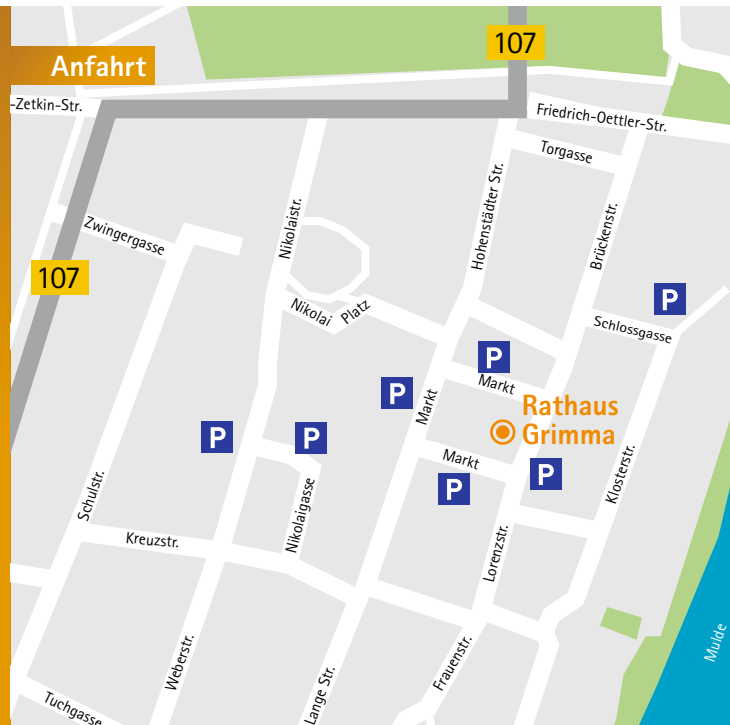 107
Anfahrt
-Zetkin-Str.
Friedrich-Oettler-Str.
Torgasse
Hohenstädter Str.
Nikolaistr.
Brückenstr.
Zwingergasse
107
P
Nikolai Platz
Schlossgasse
P
Markt
P
Markt
Rathaus
Grimma
P
P
Markt
P
P
Klosterstr.
Schulstr.
Nikolaigasse
Kreuzstr.
Lorenzstr.
Mulde
Weberstr.
Frauenstr.
Lange Str.
Tuchgasse